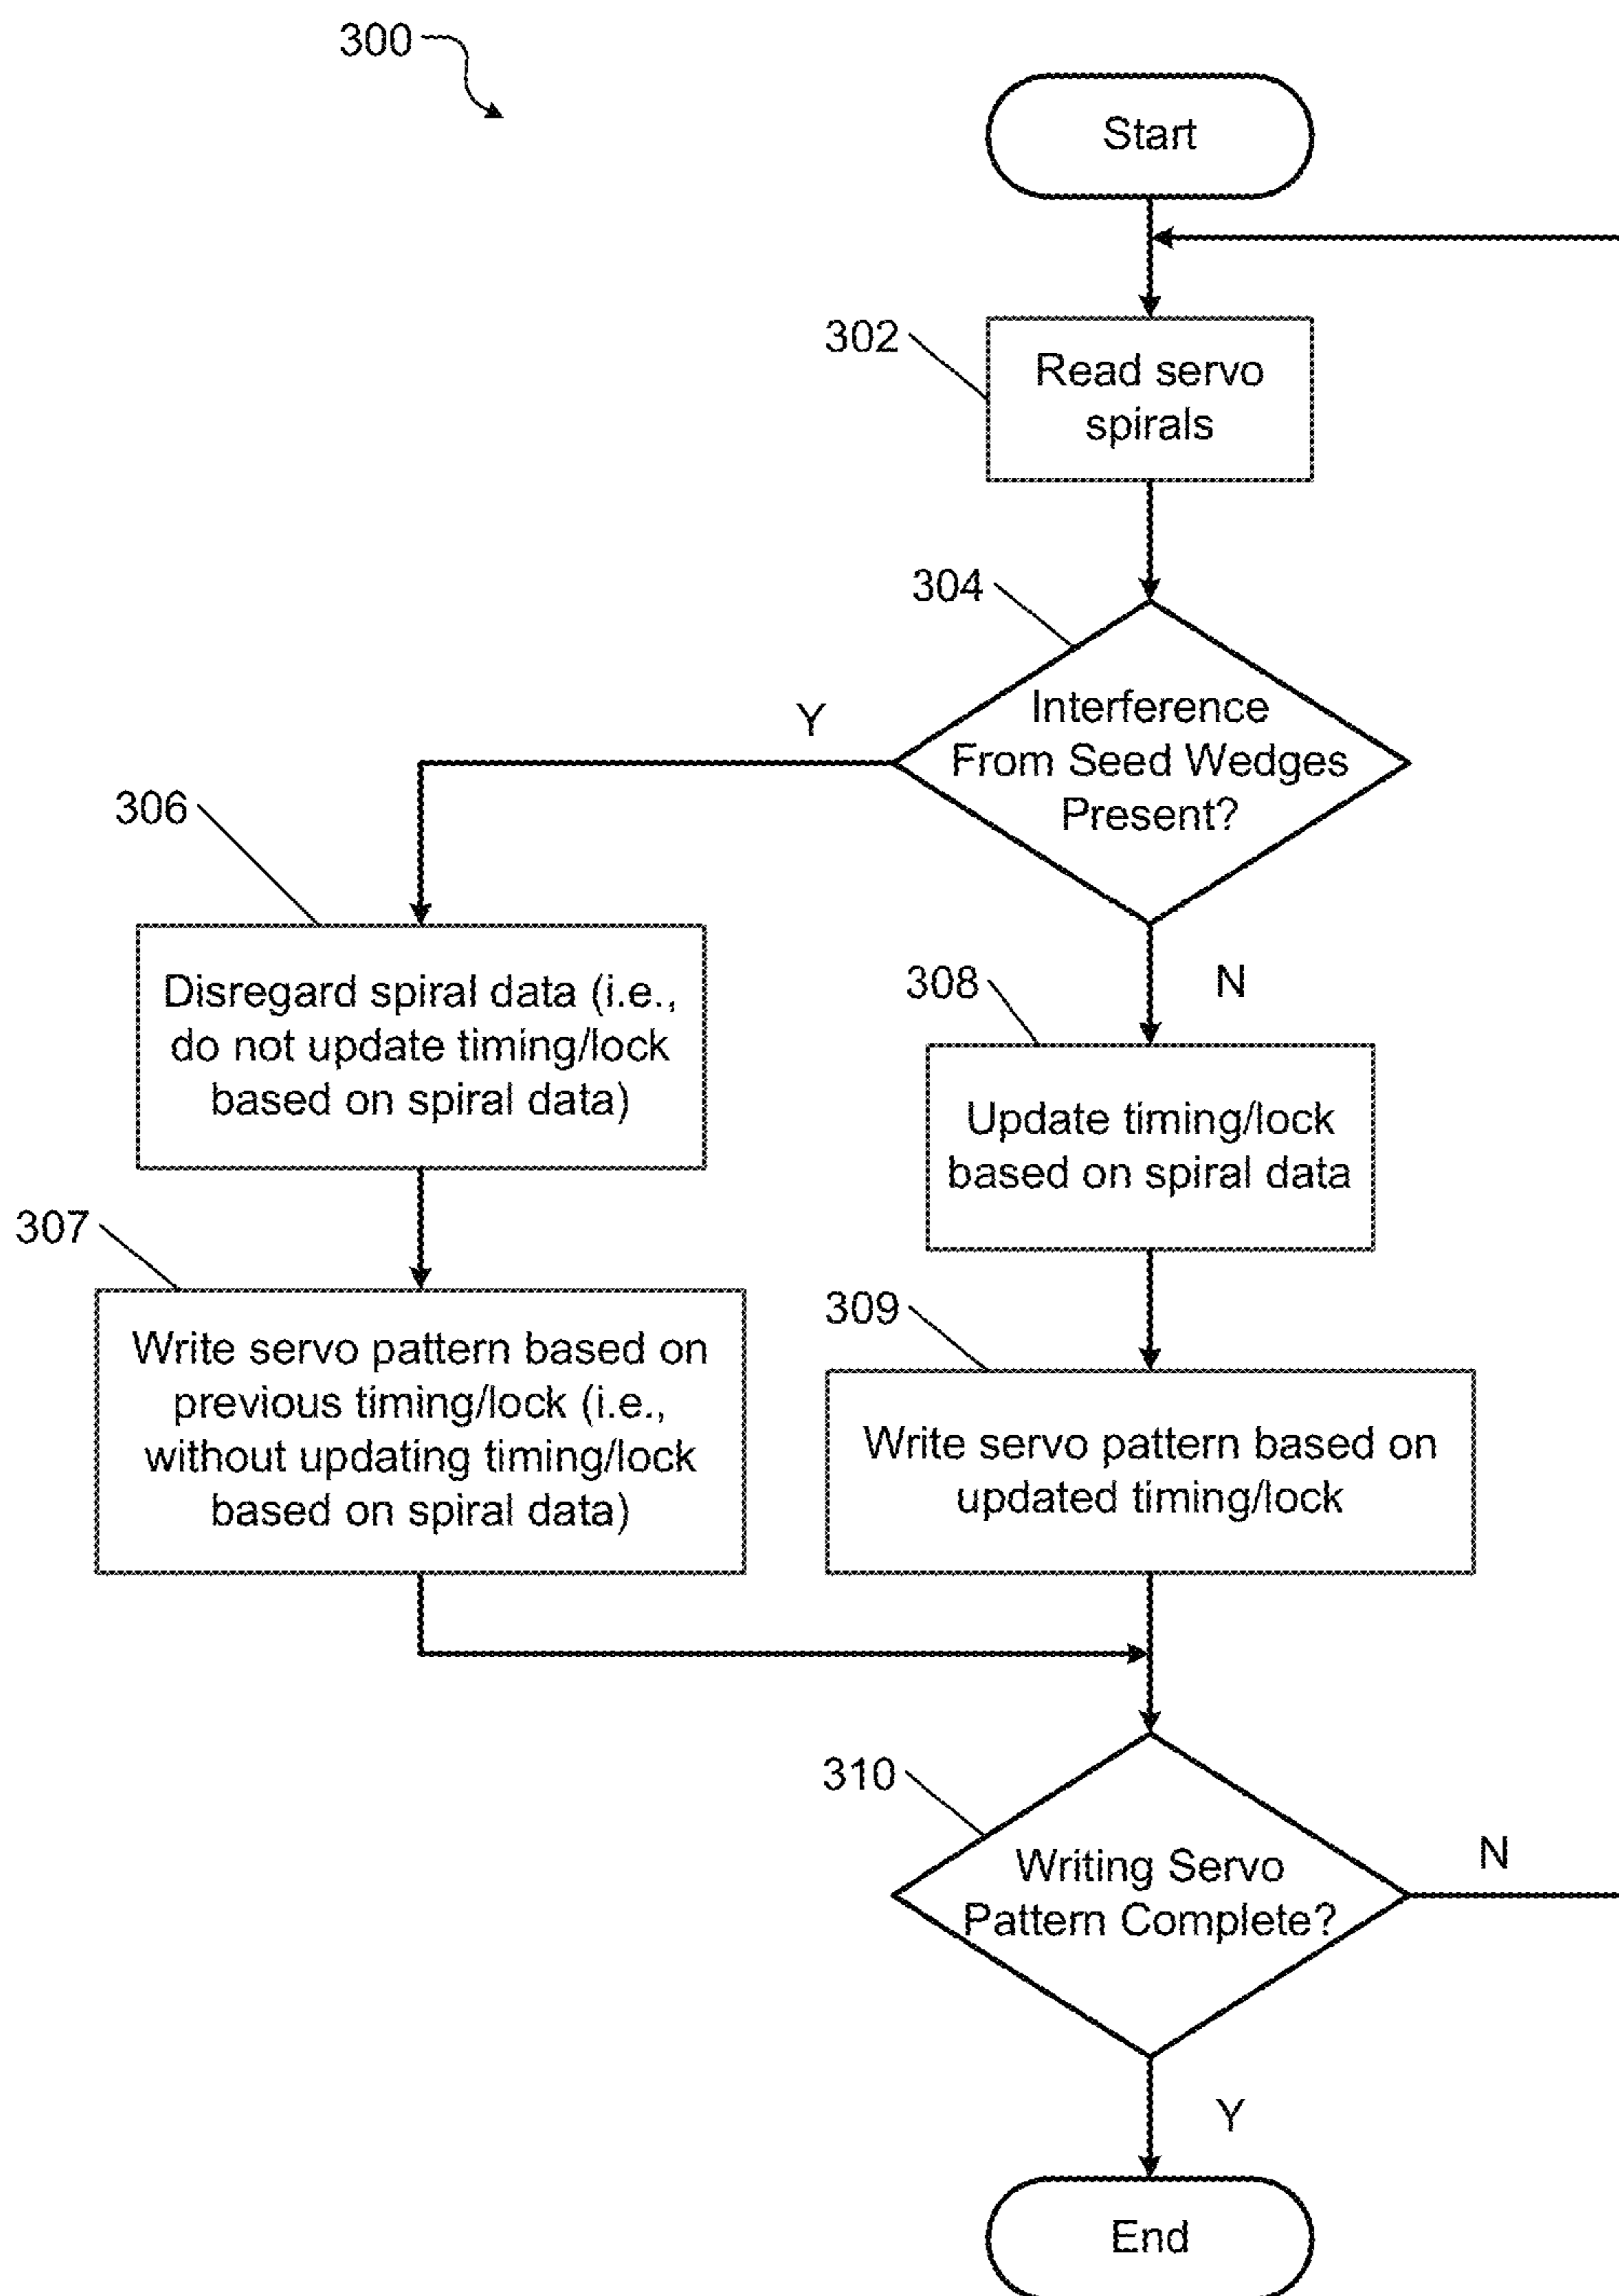 300
Start
302
Read servo
spirals
304
Interference
From Seed Wedges
Present?
Y
N
306
Disregard spiral data (i.e.,
do not update timing/lock
based on spiral data)
308
Update timing/lock
based on spiral data
307
Write servo pattern based on
previous timing/lock (i.e.,
without updating timing/lock
based on spiral data)
309
Write servo pattern based on
updated timing/lock
310
Writing Servo
Pattern Complete?
N
Y
End